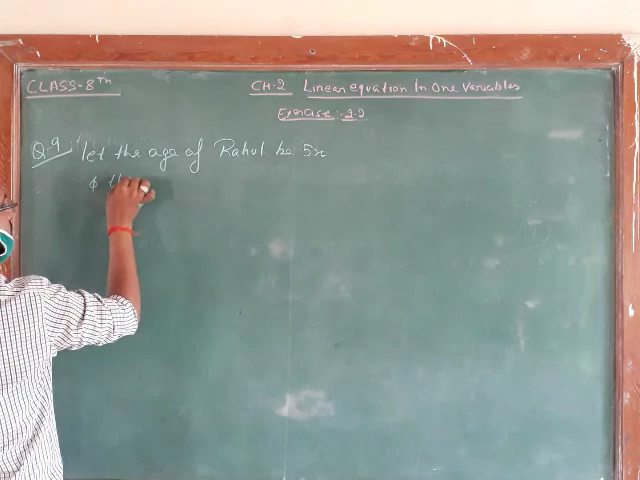 CLASS-8Th
CH-2 Linear equation In One Variables
Exercise:- 2.2
Q.9:- let the age of Rahul be 5x
&